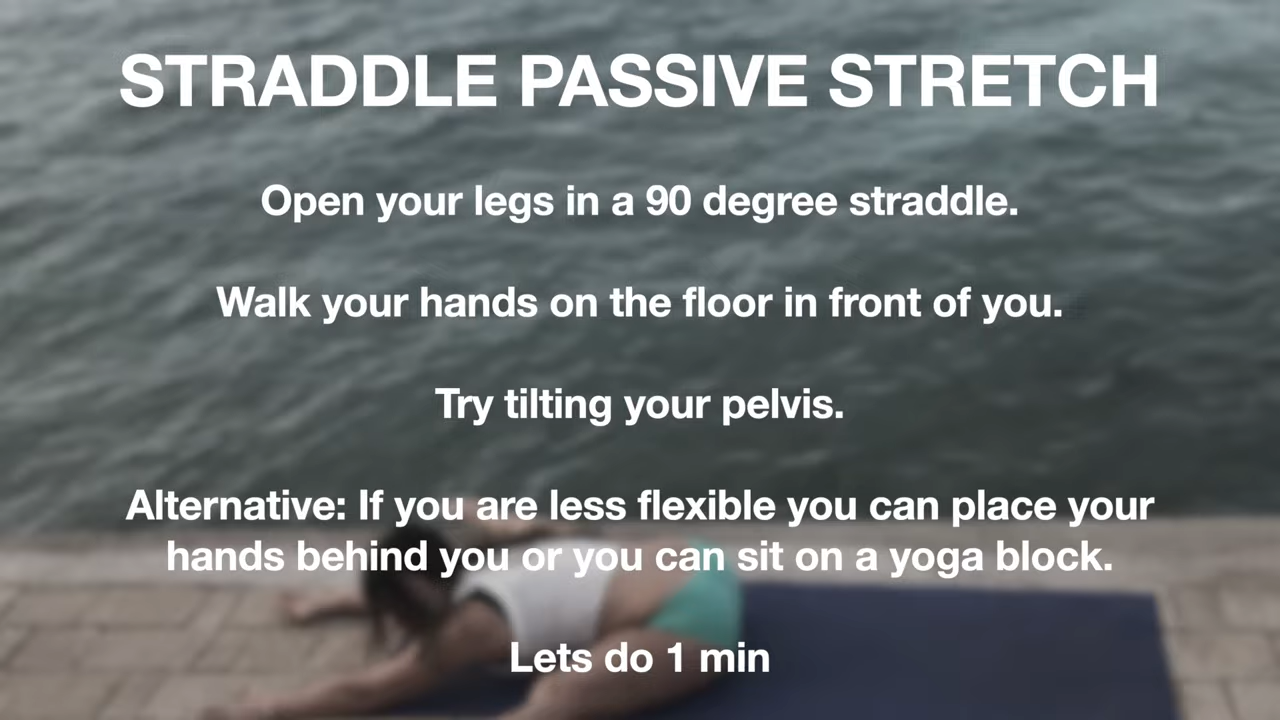 STRADDLE PASSIVE STRETCH
Open your legs in a 90 degree straddle.
Walk your hands on the floor in front of you.
Try tilting your pelvis.
Alternative: If you are less flexible you can place your
hands behind you or you can sit on a yoga block.
Lets do 1 min